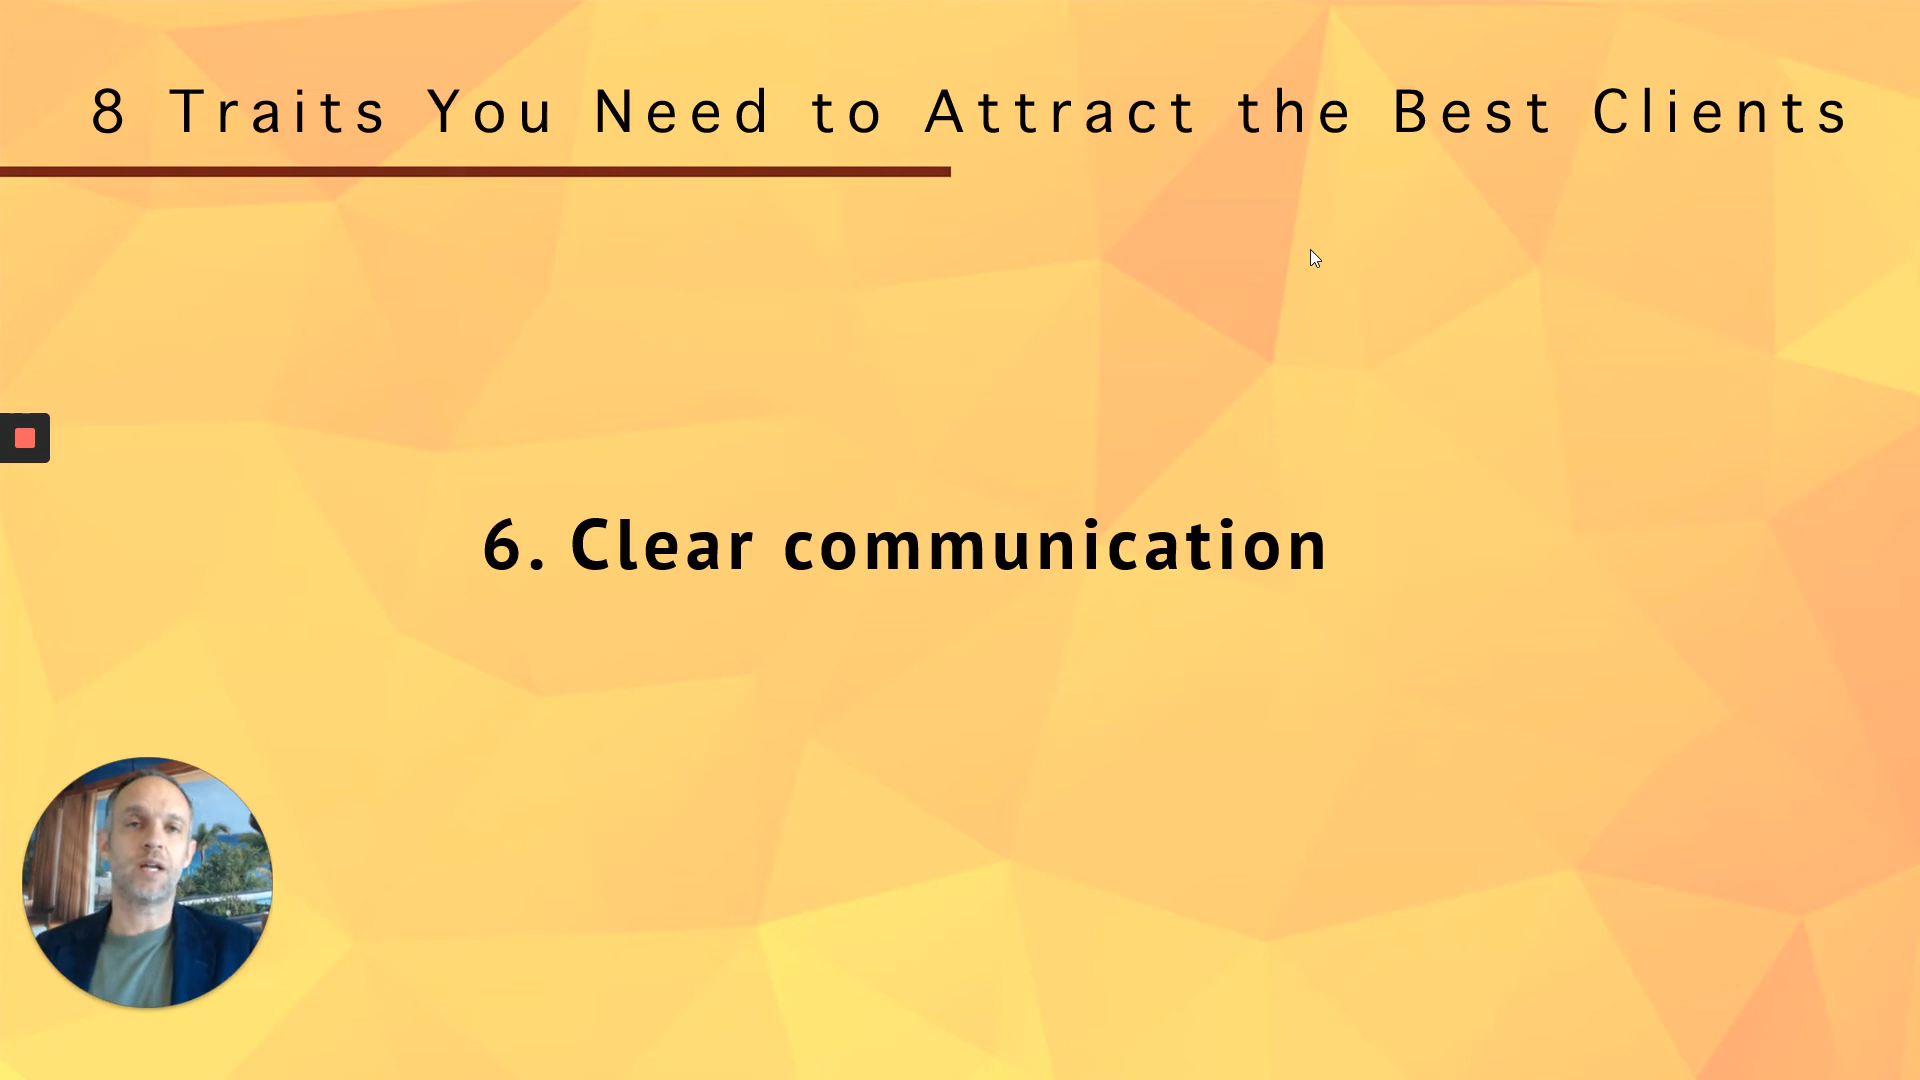 8 Traits You Need to Attract the Best Clients
6. Clear communication